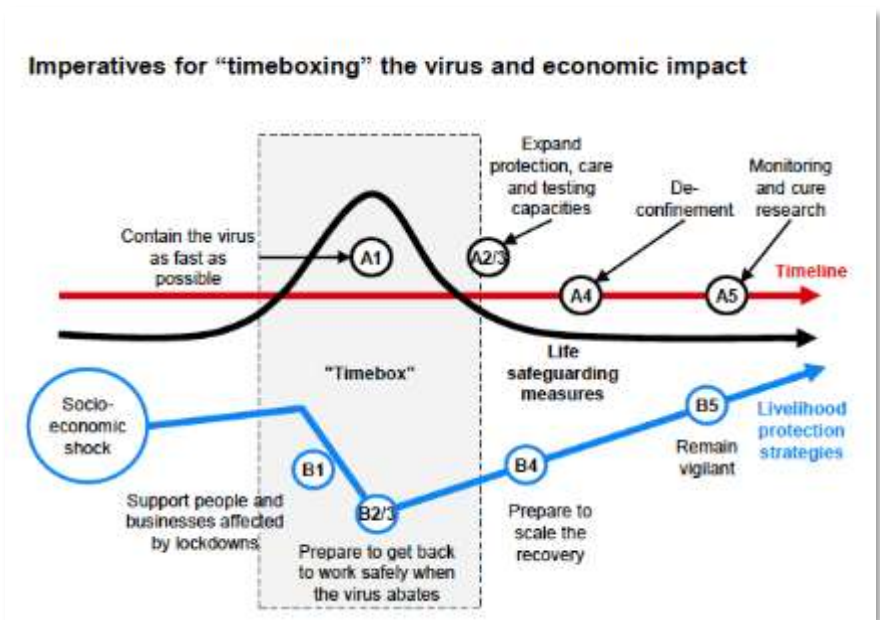 Imperatives for “timeboxing” the virus and economic impact
Expand
protection, care
and testing
capacities
De-
confinement
Monitoring
and cure
research
Contain the virus
as fast as
possible
A1
A2/3
Timeline
A4
A5
"Timebox"
Life
safeguarding
measures
Socio-
economic
shock
B5
Livelihood
protection
strategies
Remain
vigilant
B1
B4
Support people and
businesses affected
by lockdowns
B2/3
Prepare to get back
to work safely when
the virus abates
Prepare to
scale the
recovery